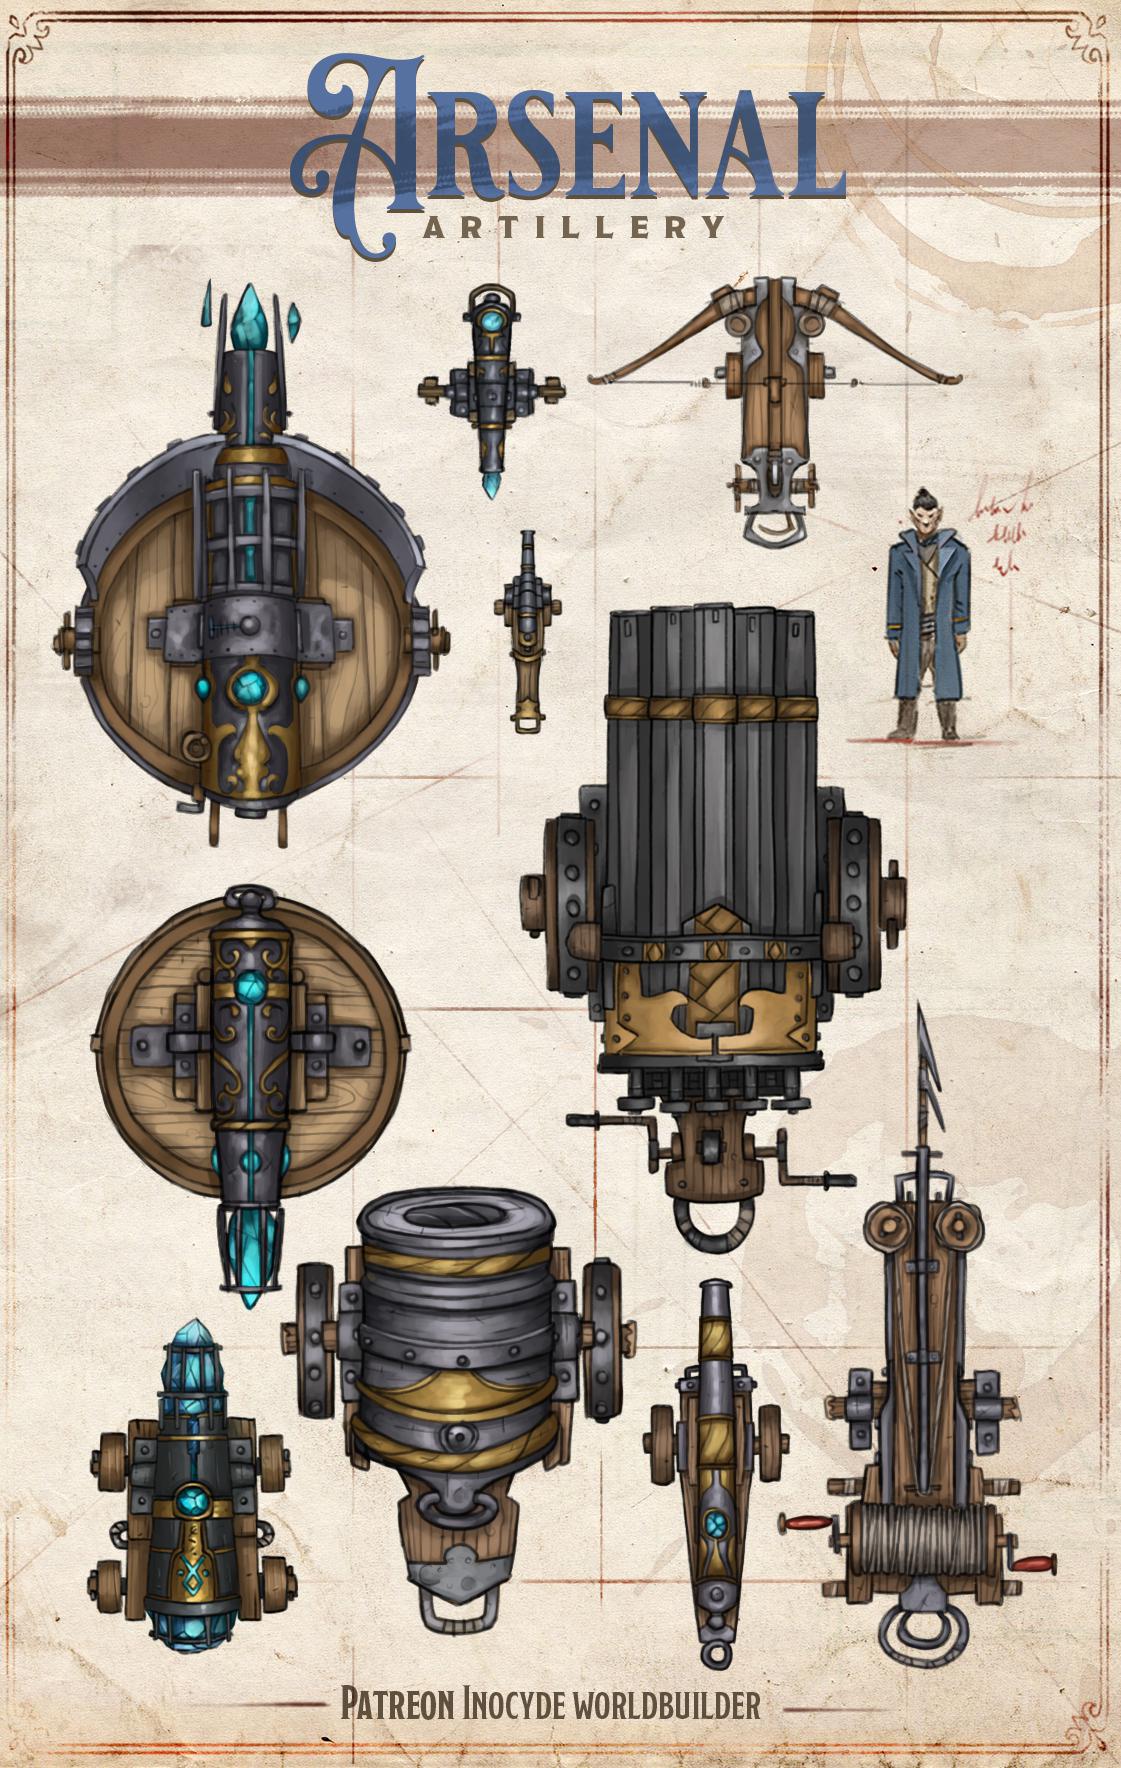 ARSENAL
ARTILLERY
PATREON INOCYDE WORLDBUILDER